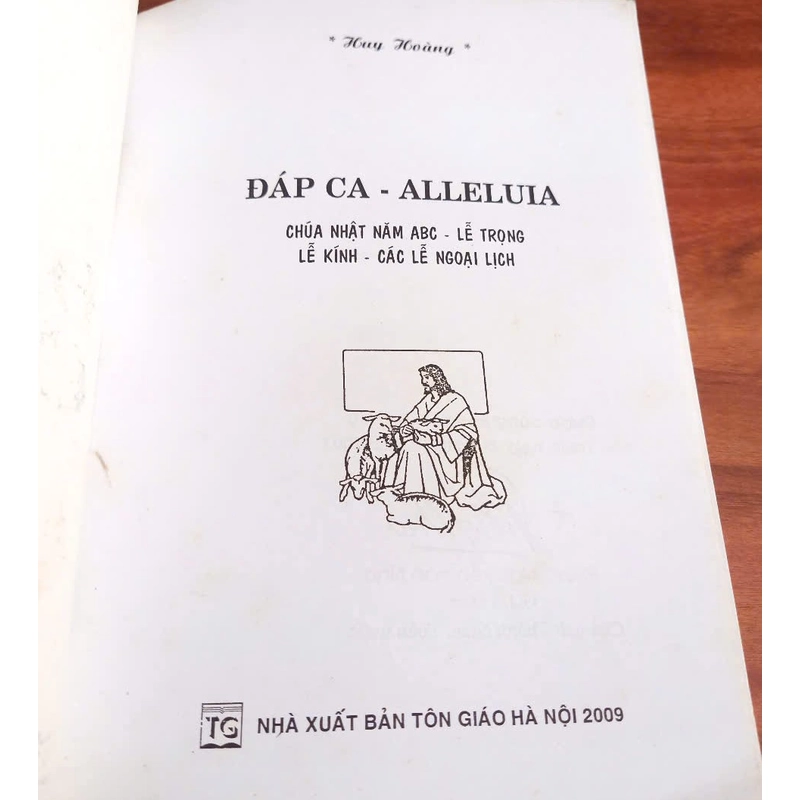 * Huy Hoàng *
ĐÁP CA - ALLELUIA
CHÚA NHẬT NĂM ABC - LỄ TRỌNG
LỄ KÍNH - CÁC LỄ NGOẠI LỊCH
TG
NHÀ XUẤT BẢN TÔN GIÁO HÀ NỘI 2009